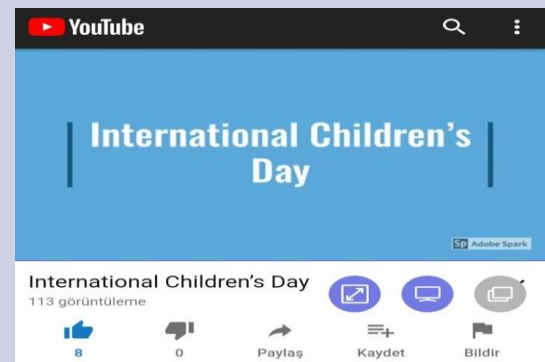 YouTube
International Children's
Day
Sp Adobe Spark
International Children's Day
113 görüntüleme
8
0
Paylaş
Kaydet
Bildir